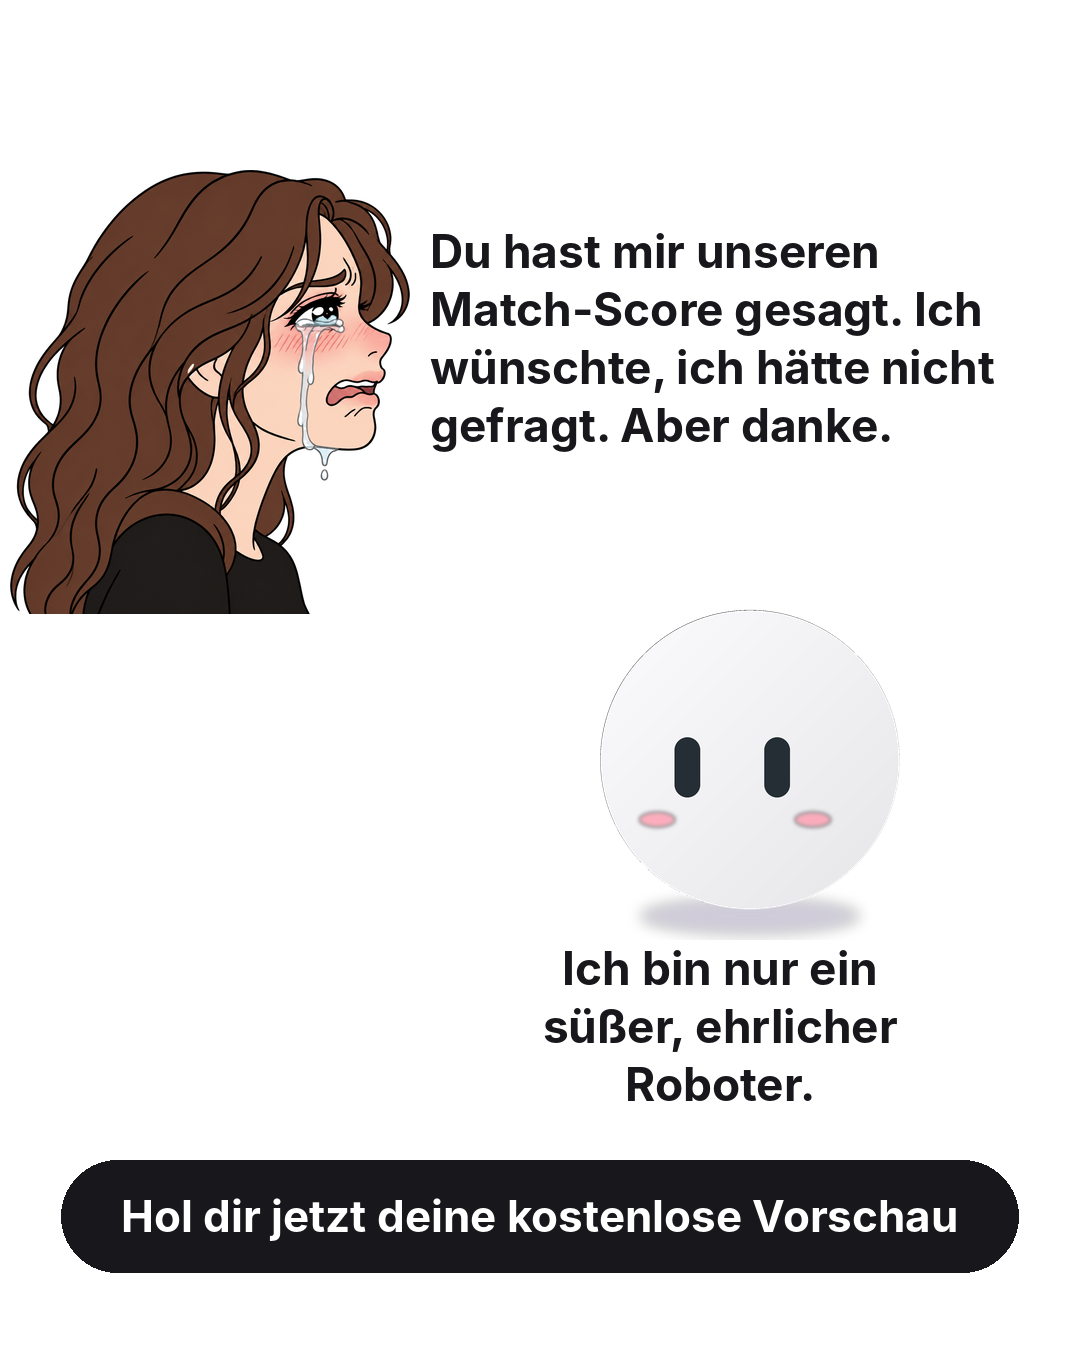 Du hast mir unseren
Match-Score gesagt. Ich
wünschte, ich hätte nicht
gefragt. Aber danke.
Ich bin nur ein
süßer, ehrlicher
Roboter.
Hol dir jetzt deine kostenlose Vorschau